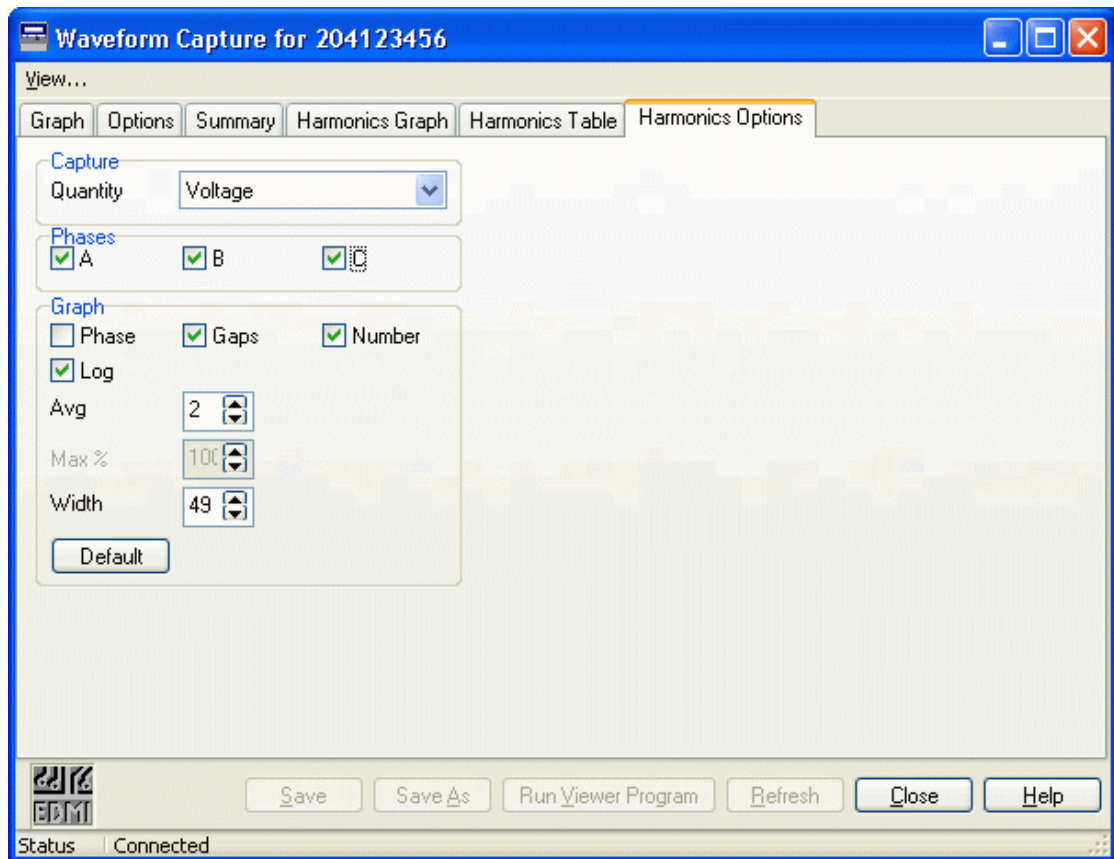 Waveform Capture for 204123456
View...
Graph Options Summary Harmonics Graph Harmonics Table Harmonics Options
Capture
Quantity Voltage
Phases
A B C
Graph
Phase Gaps Number
Log
Avg 2
Max % 100
Width 49
Default
EDMI
Save Save As Run Viewer Program Refresh Close Help
Status Connected